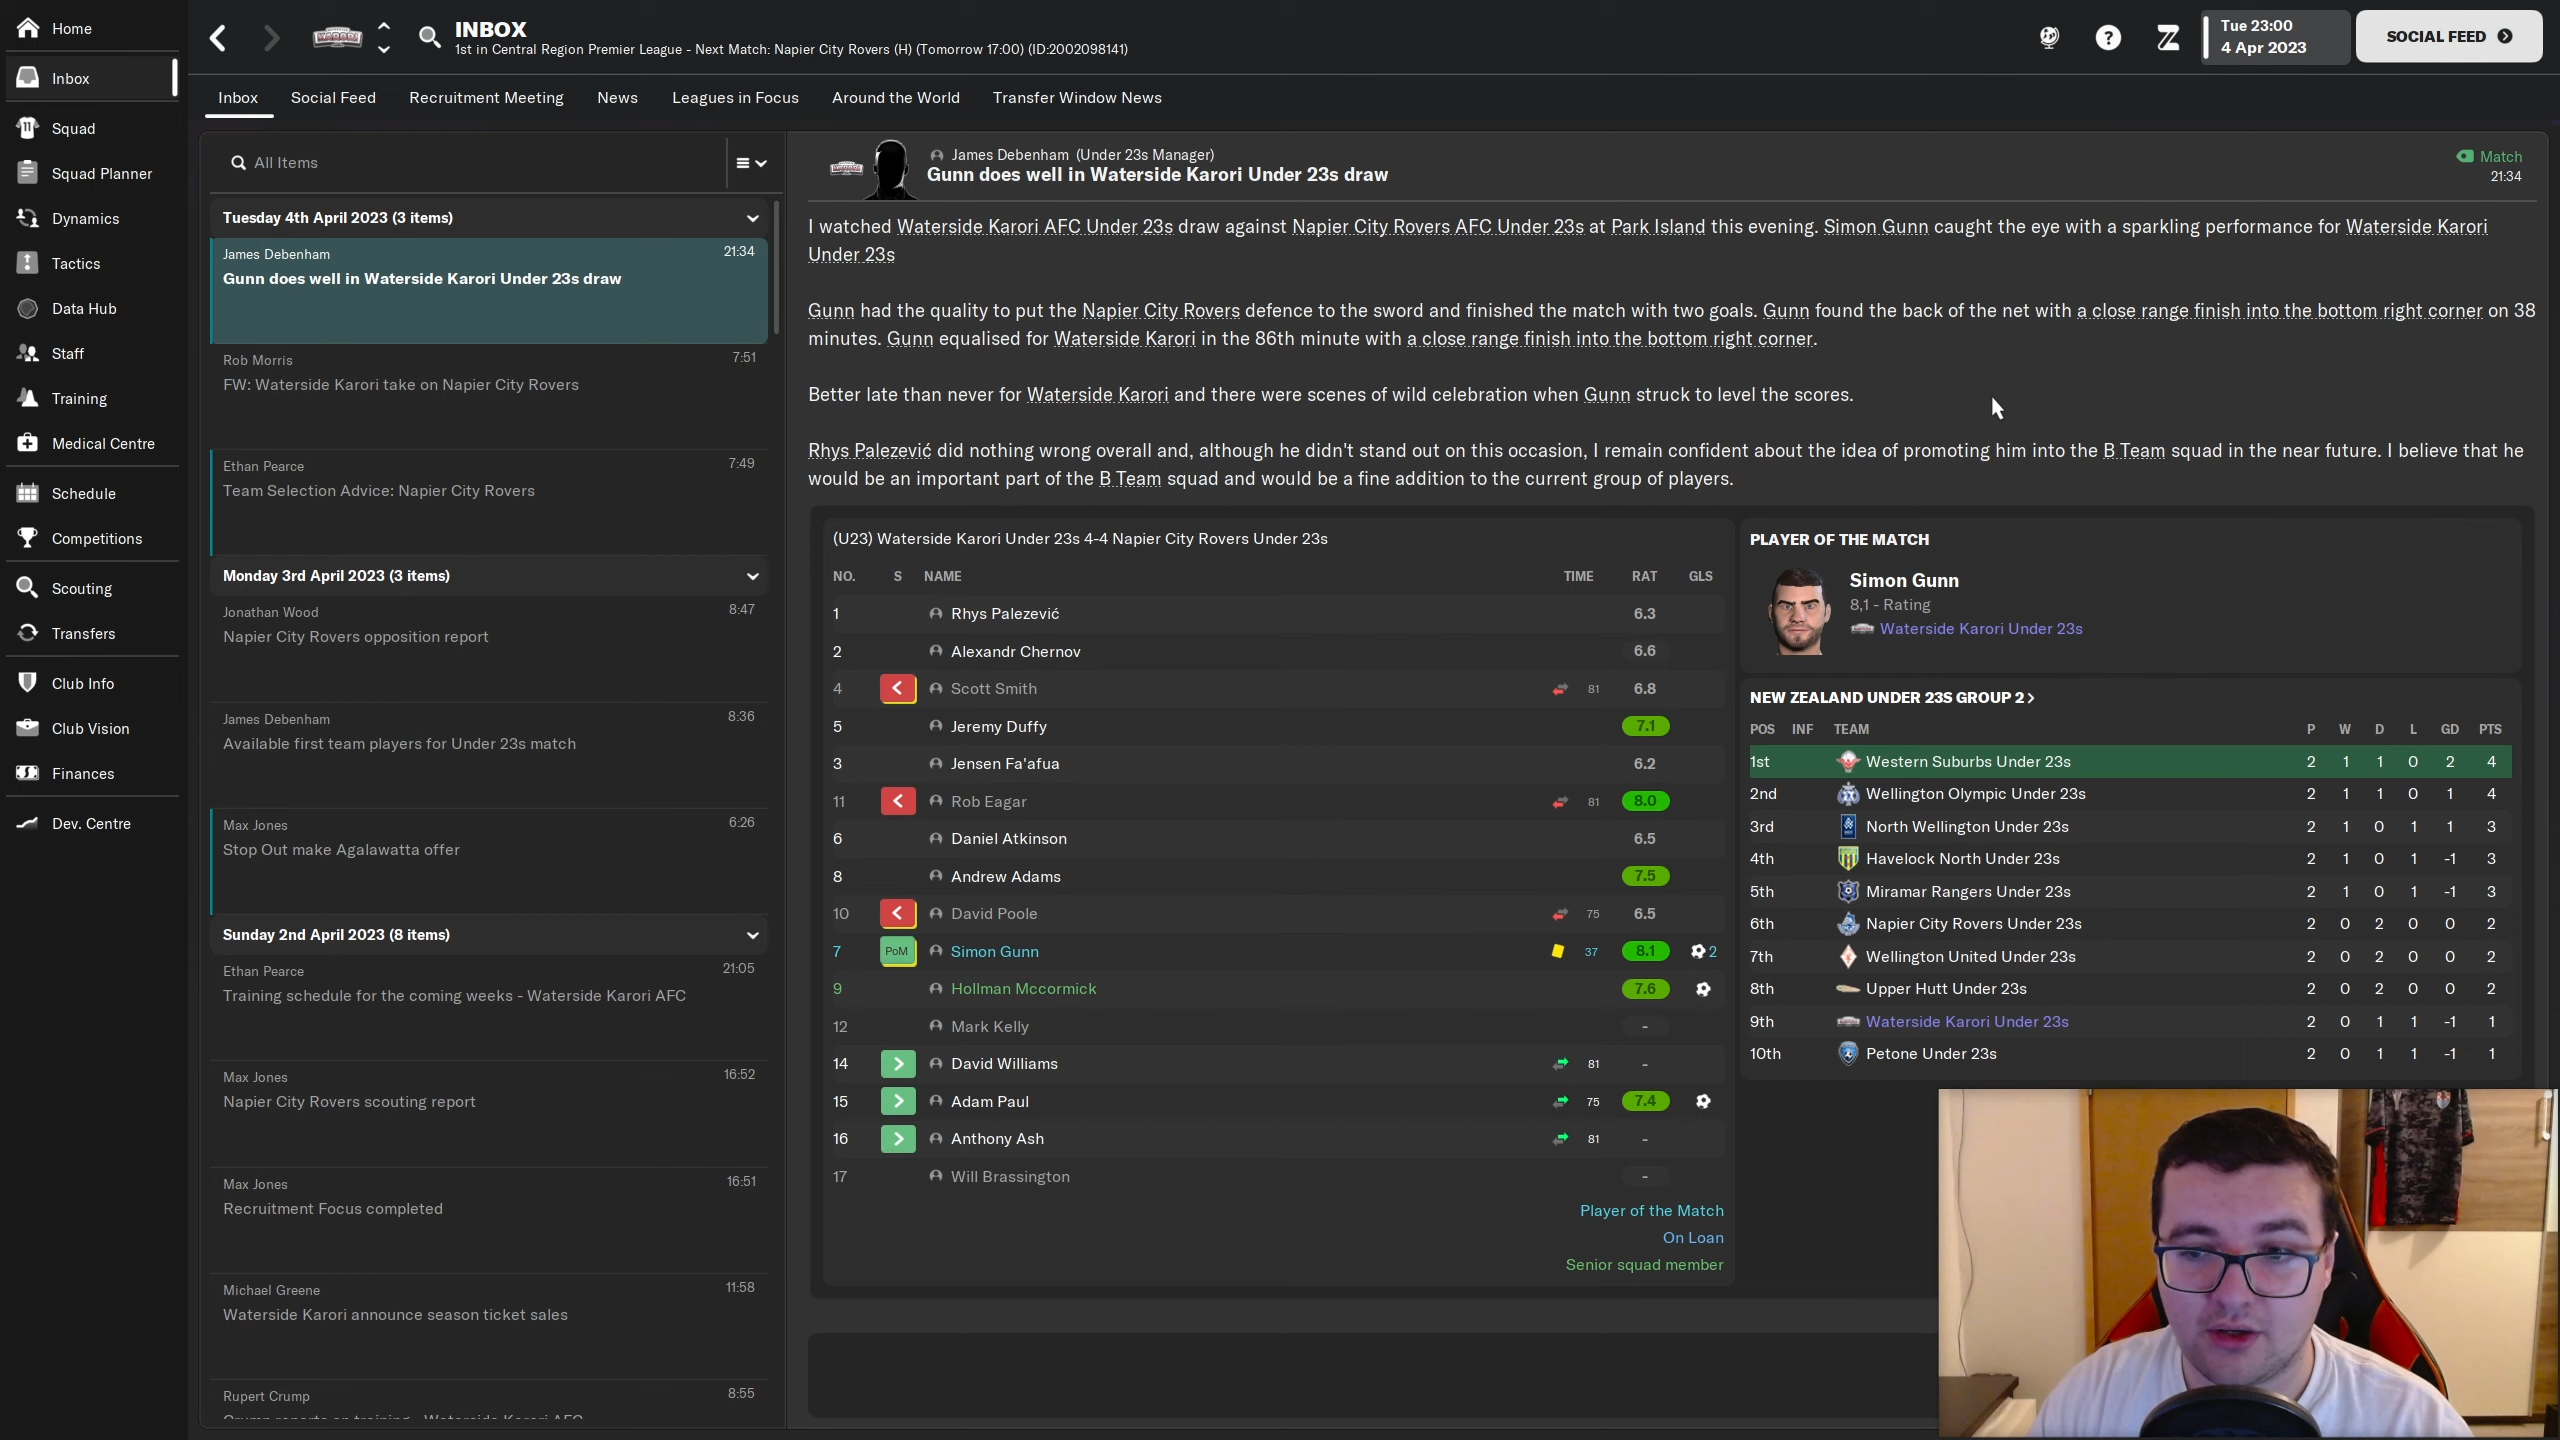 Home
Inbox
Squad
Squad Planner
Dynamics
Tactics
Data Hub
Staff
Training
Medical Centre
Schedule
Competitions
Scouting
Transfers
Club Info
Club Vision
Finances
Dev. Centre
INBOX
1st in Central Region Premier League - Next Match: Napier City Rovers (H) (Tomorrow 17:00) (ID:2002098141)
Tue 23:00
4 Apr 2023
SOCIAL FEED
Inbox Social Feed Recruitment Meeting News Leagues in Focus Around the World Transfer Window News
All Items
Tuesday 4th April 2023 (3 items)
James Debenham 21:34
Gunn does well in Waterside Karori Under 23s draw
Rob Morris 7:51
FW: Waterside Karori take on Napier City Rovers
Ethan Pearce 7:49
Team Selection Advice: Napier City Rovers
Monday 3rd April 2023 (3 items)
Jonathan Wood 8:47
Napier City Rovers opposition report
James Debenham 8:36
Available first team players for Under 23s match
Max Jones 6:26
Stop Out make Agalawatta offer
Sunday 2nd April 2023 (8 items)
Ethan Pearce 21:05
Training schedule for the coming weeks - Waterside Karori AFC
Max Jones 16:52
Napier City Rovers scouting report
Max Jones 16:51
Recruitment Focus completed
Michael Greene 11:58
Waterside Karori announce season ticket sales
Rupert Crump 8:55
James Debenham (Under 23s Manager)
Gunn does well in Waterside Karori Under 23s draw
Match
21:34
I watched Waterside Karori AFC Under 23s draw against Napier City Rovers AFC Under 23s at Park Island this evening. Simon Gunn caught the eye with a sparkling performance for Waterside Karori
Under 23s
Gunn had the quality to put the Napier City Rovers defence to the sword and finished the match with two goals. Gunn found the back of the net with a close range finish into the bottom right corner on 38
minutes. Gunn equalised for Waterside Karori in the 86th minute with a close range finish into the bottom right corner.
Better late than never for Waterside Karori and there were scenes of wild celebration when Gunn struck to level the scores.
Rhys Palezević did nothing wrong overall and, although he didn't stand out on this occasion, I remain confident about the idea of promoting him into the B Team squad in the near future. I believe that he
would be an important part of the B Team squad and would be a fine addition to the current group of players.
(U23) Waterside Karori Under 23s 4-4 Napier City Rovers Under 23s
NO. S NAME TIME RAT GLS
1 Rhys Palezević 6.3
2 Alexandr Chernov 6.6
4 Scott Smith 81 6.8
5 Jeremy Duffy 7.1
3 Jensen Fa'afua 6.2
11 Rob Eagar 81 8.0
6 Daniel Atkinson 6.5
8 Andrew Adams 7.5
10 David Poole 75 6.5
7 PoM Simon Gunn 37 8.1 2
9 Hollman Mccormick 7.6
12 Mark Kelly -
14 David Williams 81 -
15 Adam Paul 75 7.4
16 Anthony Ash 81 -
17 Will Brassington -
Player of the Match
On Loan
Senior squad member
PLAYER OF THE MATCH
Simon Gunn
8,1 - Rating
Waterside Karori Under 23s
NEW ZEALAND UNDER 23S GROUP 2
POS INF TEAM P W D L GD PTS
1st Western Suburbs Under 23s 2 1 1 0 2 4
2nd Wellington Olympic Under 23s 2 1 1 0 1 4
3rd North Wellington Under 23s 2 1 0 1 1 3
4th Havelock North Under 23s 2 1 0 1 -1 3
5th Miramar Rangers Under 23s 2 1 0 1 -1 3
6th Napier City Rovers Under 23s 2 0 2 0 0 2
7th Wellington United Under 23s 2 0 2 0 0 2
8th Upper Hutt Under 23s 2 0 2 0 0 2
9th Waterside Karori Under 23s 2 0 1 1 -1 1
10th Petone Under 23s 2 0 1 1 -1 1